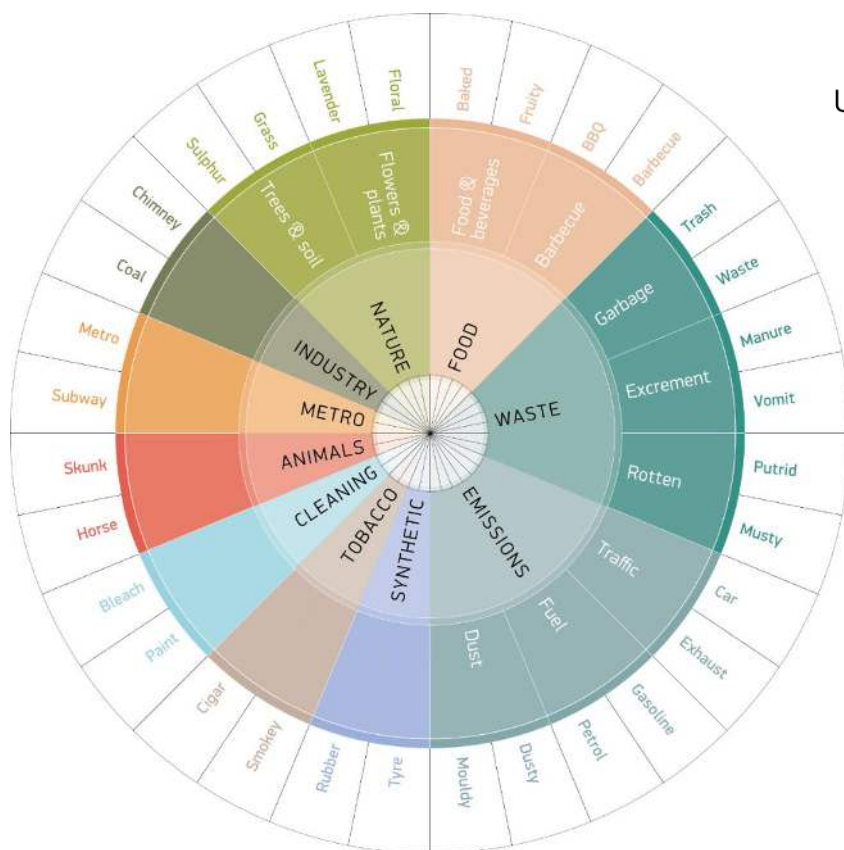 U
Baked
Fruity
BBQ
Barbecue
Trash
Waste
Manure
Vomit
Putrid
Musty
Car
Exhaust
Gasoline
Petrol
Dusty
Mouldy
Tyre
Rubber
Smokey
Cigar
Paint
Bleach
Horse
Skunk
Subway
Metro
Coal
Chimney
Sulphur
Grass
Lavender
Floral
Food &
beverages
Barbecue
Garbage
Excrement
Rotten
Traffic
Fuel
Dust
Trees & soil
Flowers &
plants
FOOD
WASTE
EMISSIONS
SYNTHETIC
TOBACCO
CLEANING
ANIMALS
METRO
INDUSTRY
NATURE